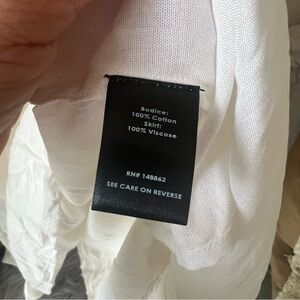 Bodice:
100% Cotton
Skirt:
100% Viscose
RN# 148862
SEE CARE ON REVERSE